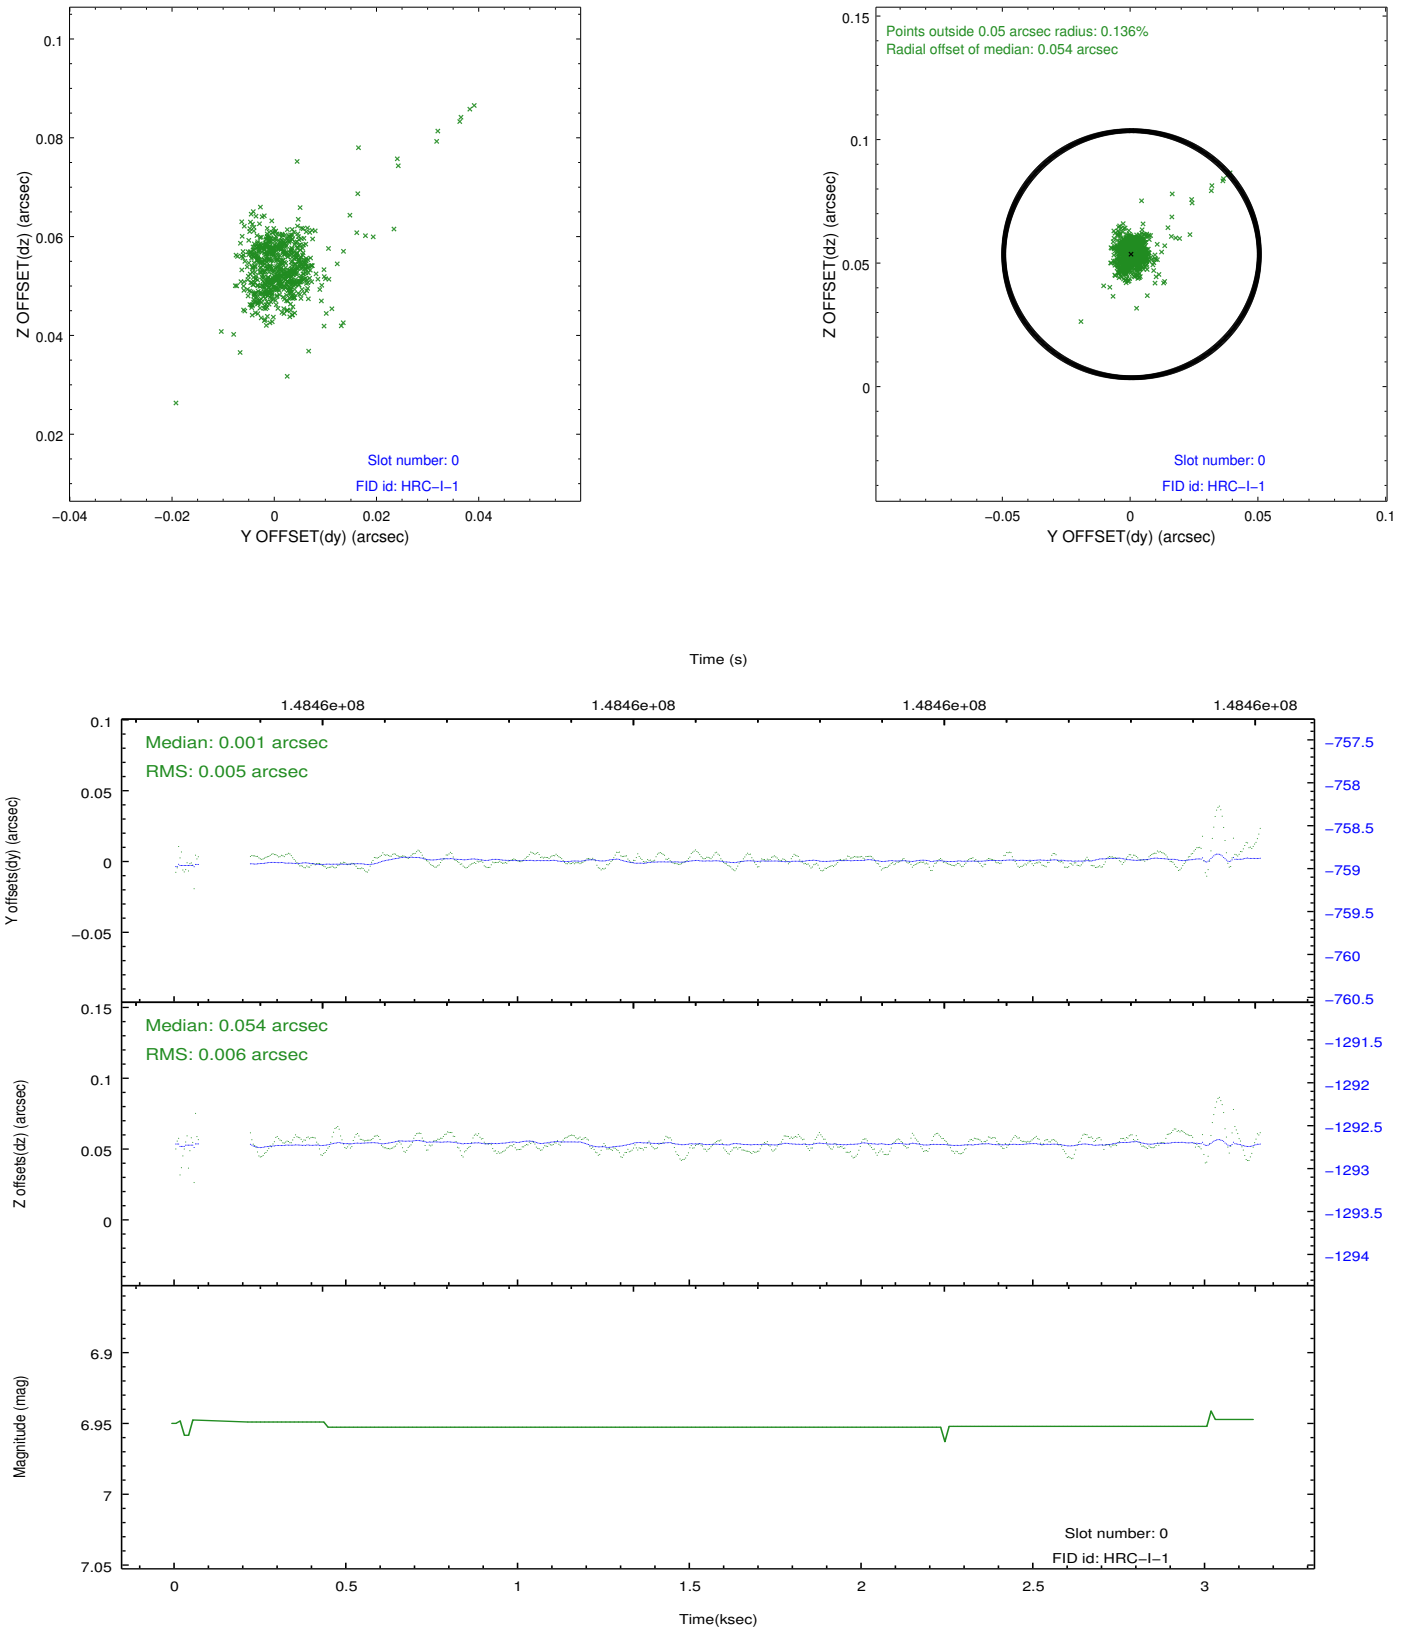 0.1
0.08
0.06
0.04
0.02
−0.04
−0.02
0
0.02
0.04
Z OFFSET(dz) (arcsec)
Y OFFSET(dy) (arcsec)
Slot number: 0
FID id: HRC−I−1
Points outside 0.05 arcsec radius: 0.136%
Radial offset of median: 0.054 arcsec
0.15
0.1
0.05
0
−0.05
0
0.05
0.1
Z OFFSET(dz) (arcsec)
Y OFFSET(dy) (arcsec)
Slot number: 0
FID id: HRC−I−1
Time (s)
1.4846e+08
1.4846e+08
1.4846e+08
1.4846e+08
Median: 0.001 arcsec
RMS: 0.005 arcsec
0.1
0.05
0
−0.05
Y offsets(dy) (arcsec)
−757.5
−758
−758.5
−759
−759.5
−760
−760.5
Median: 0.054 arcsec
RMS: 0.006 arcsec
0.15
0.1
0.05
0
Z offsets(dz) (arcsec)
−1291.5
−1292
−1292.5
−1293
−1293.5
−1294
6.9
6.95
7
7.05
Magnitude (mag)
Slot number: 0
FID id: HRC−I−1
0
0.5
1
1.5
2
2.5
3
Time(ksec)